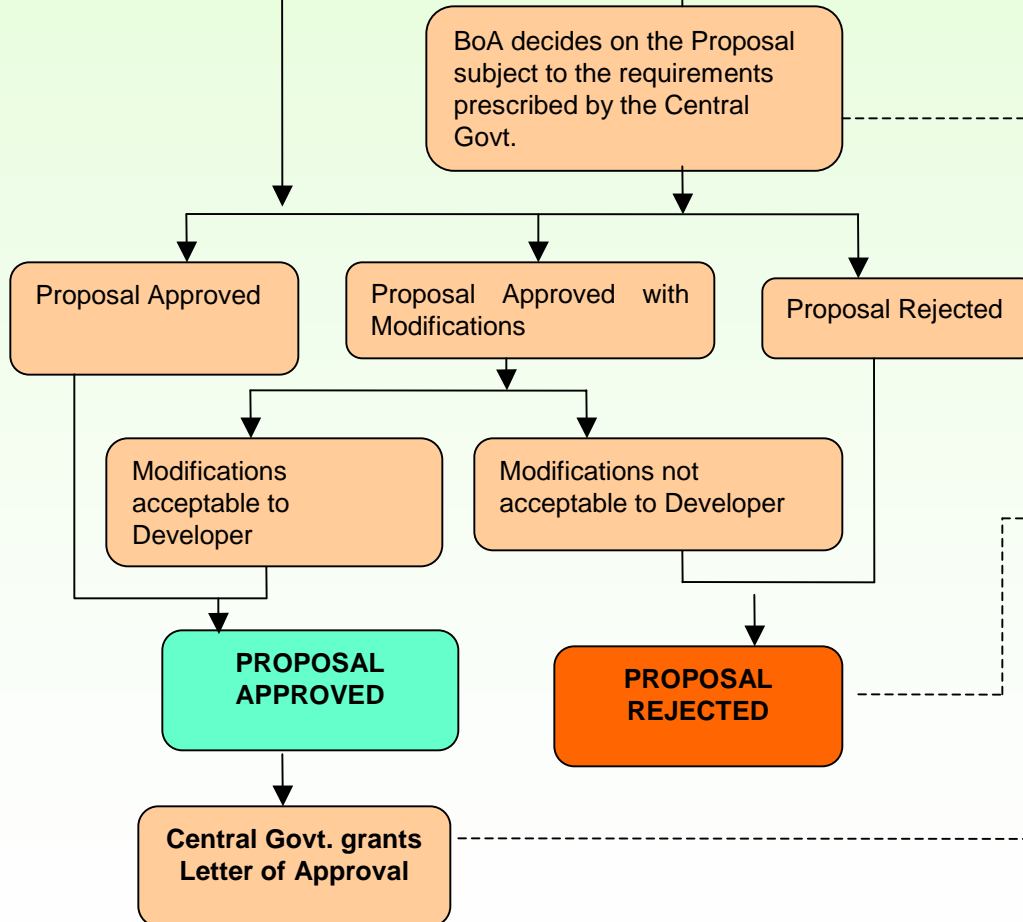 BoA decides on the Proposal
subject to the requirements
prescribed by the Central
Govt.
Proposal Approved
Proposal Approved with
Modifications
Proposal Rejected
Modifications
acceptable to
Developer
Modifications not
acceptable to Developer
PROPOSAL
APPROVED
PROPOSAL
REJECTED
Central Govt. grants
Letter of Approval